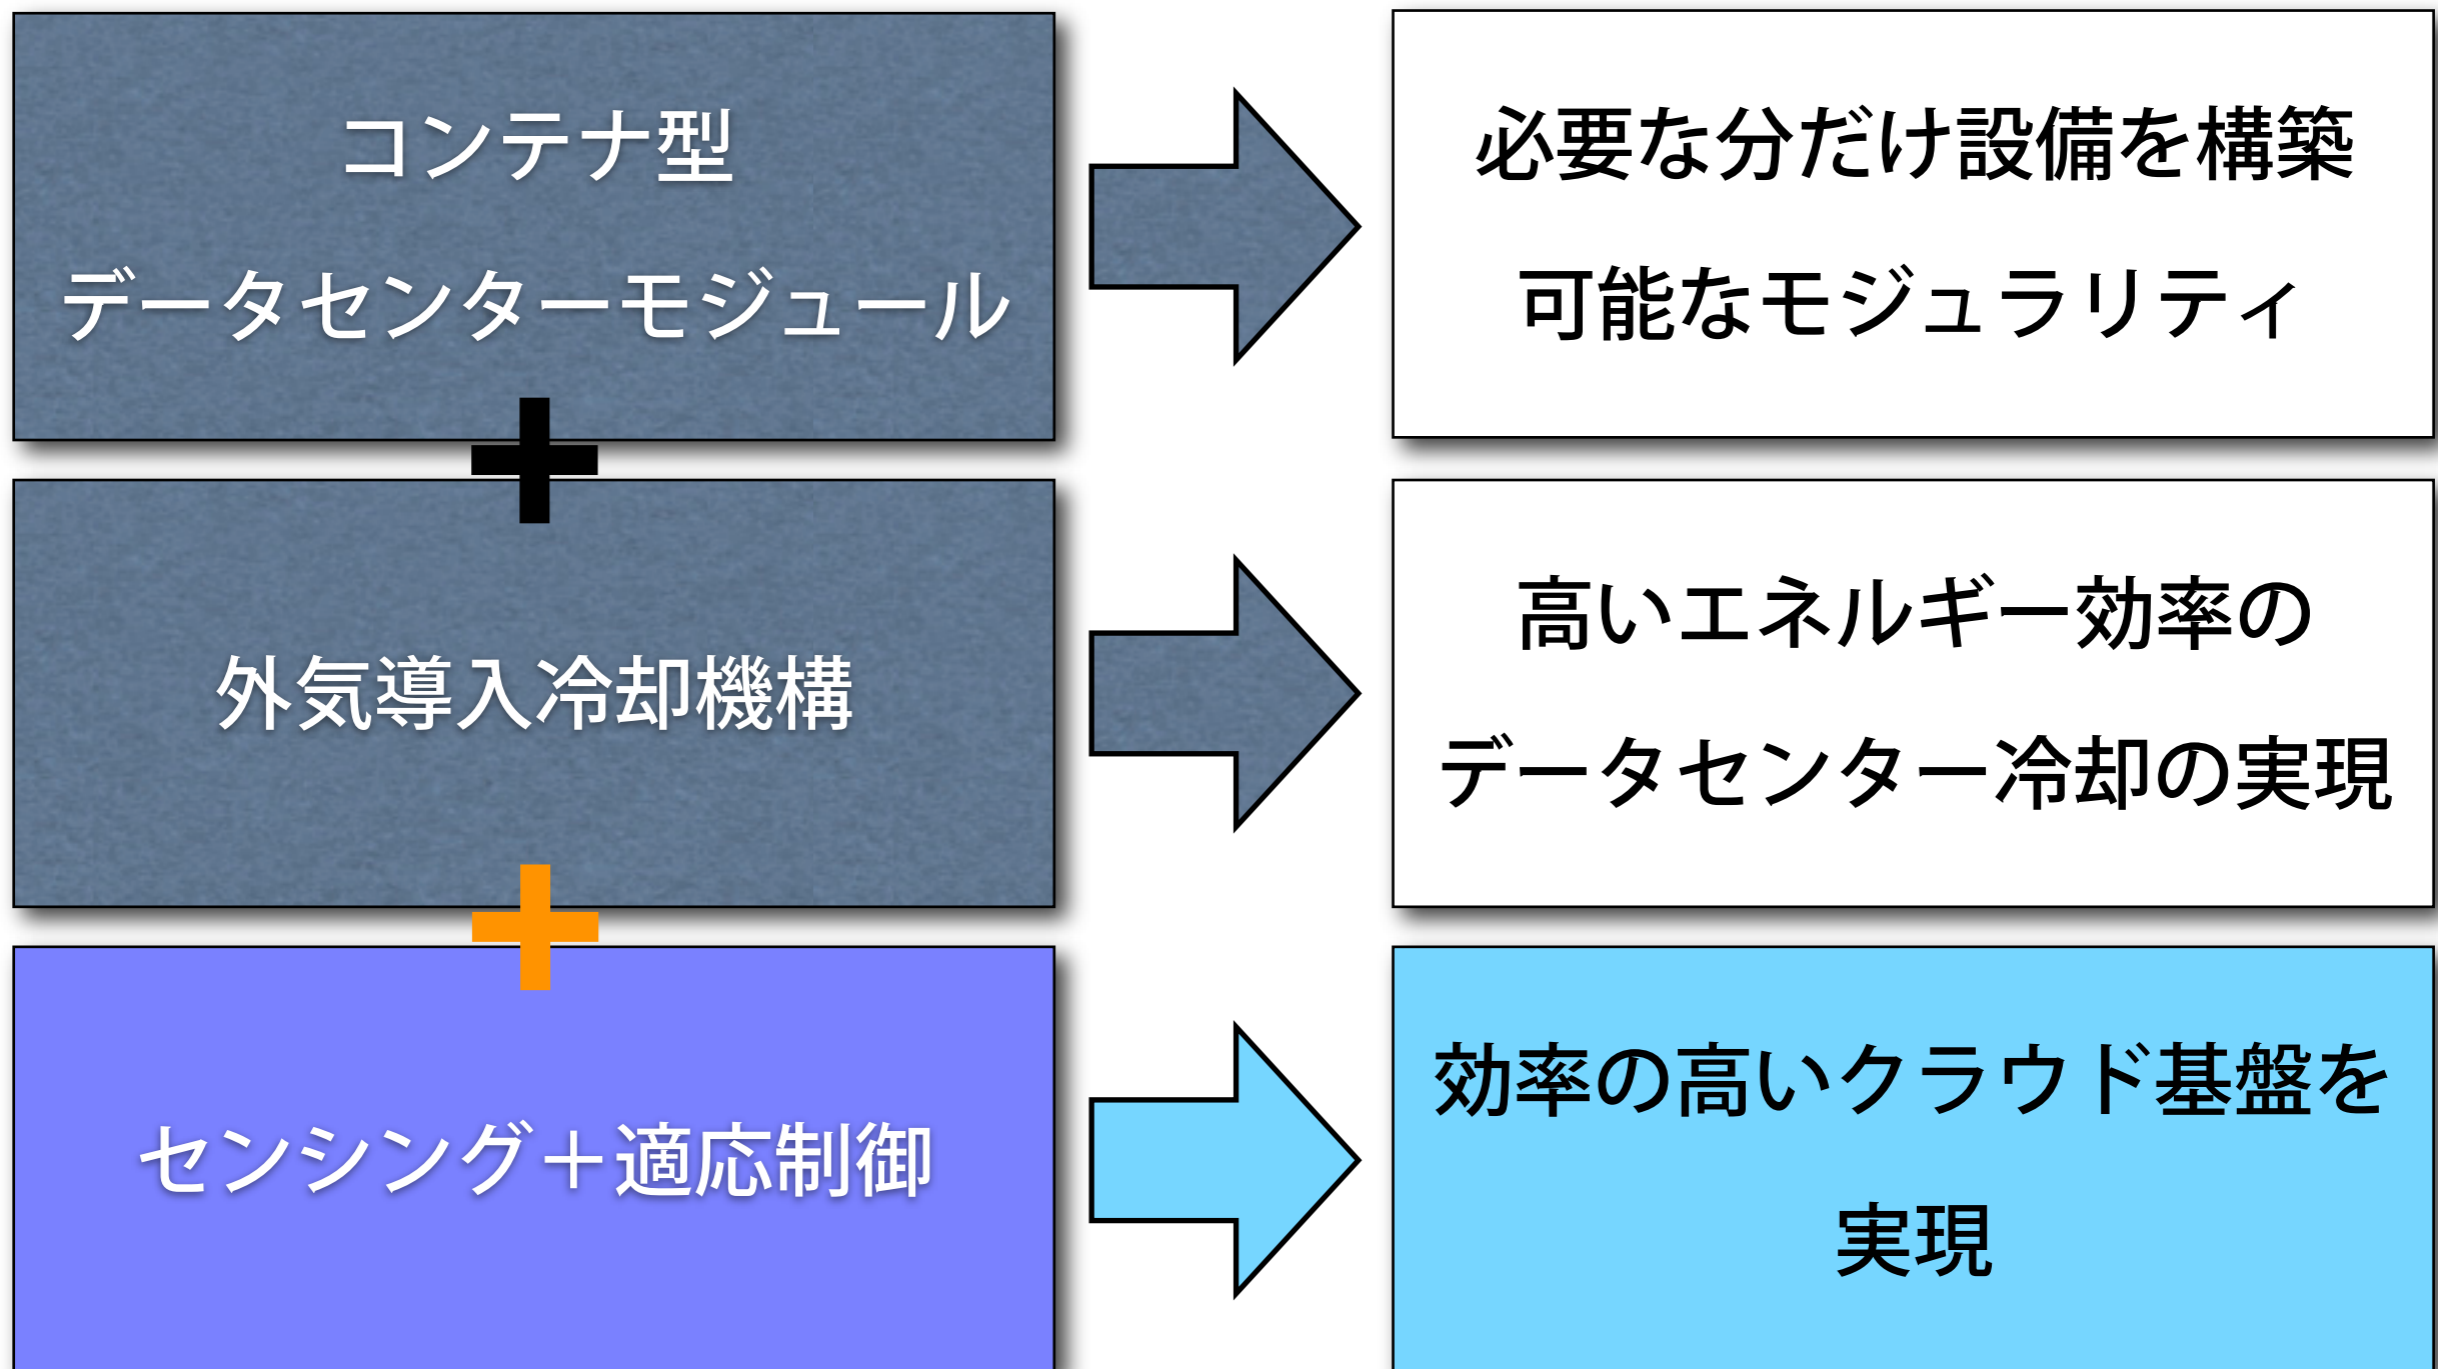 コンテナ型
データセンターモジュール
必要な分だけ設備を構築
可能なモジュラリティ
外気導入冷却機構
高いエネルギー効率の
データセンター冷却の実現
センシング＋適応制御
効率の高いクラウド基盤を
実現